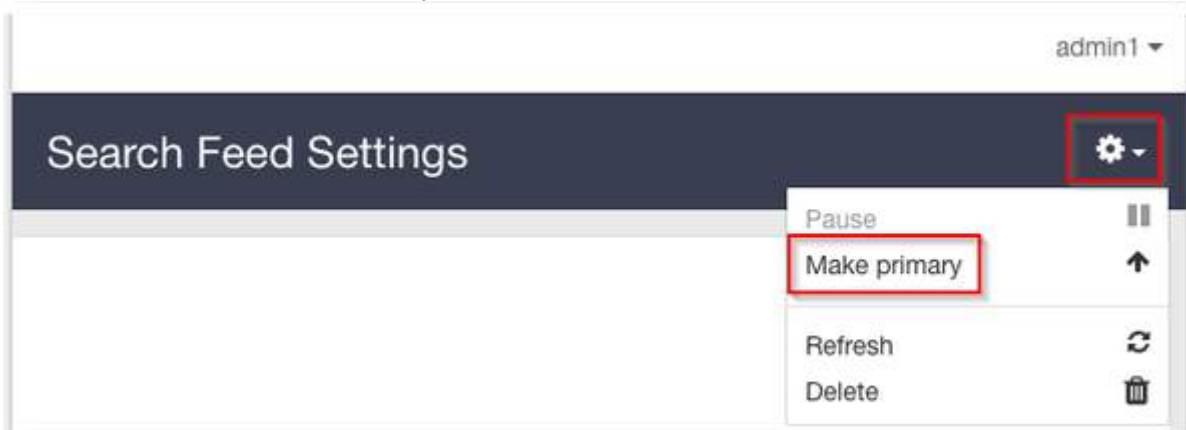 admin1
Search Feed Settings
Pause
Make primary
Refresh
Delete